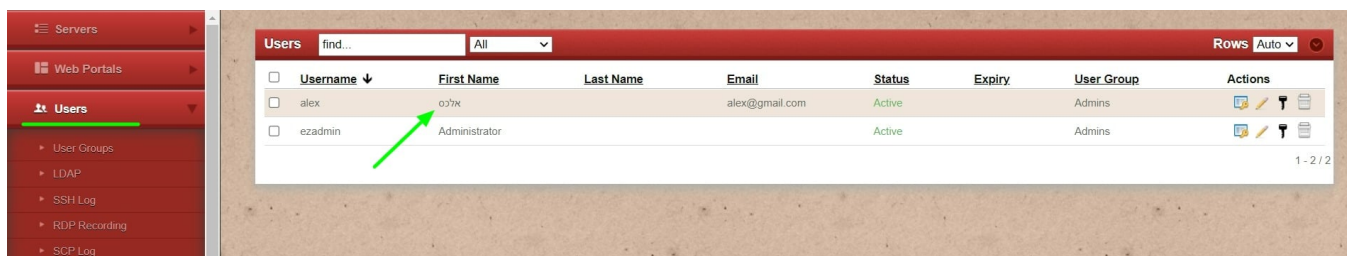 Servers
Web Portals
Users
User Groups
LDAP
SSH Log
RDP Recording
SCP Log
Users find... All Rows Auto
Username First Name Last Name Email Status Expiry User Group Actions
alex אלכס alex@gmail.com Active Admins
ezadmin Administrator Active Admins
1 - 2 / 2